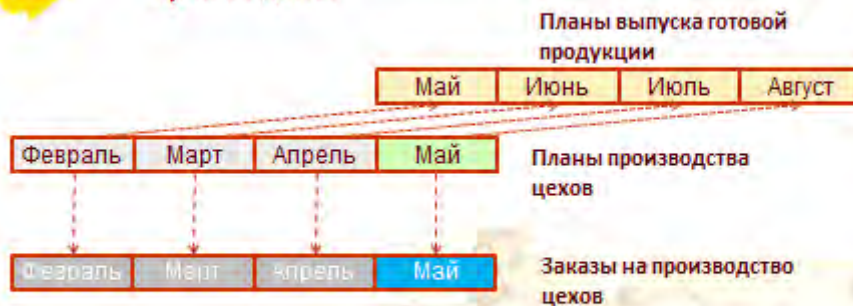 Планы выпуска готовой
продукции
Май Июнь Июль Август
Февраль Март Апрель Май
Планы производства
цехов
Февраль Март Апрель Май
Заказы на производство
цехов